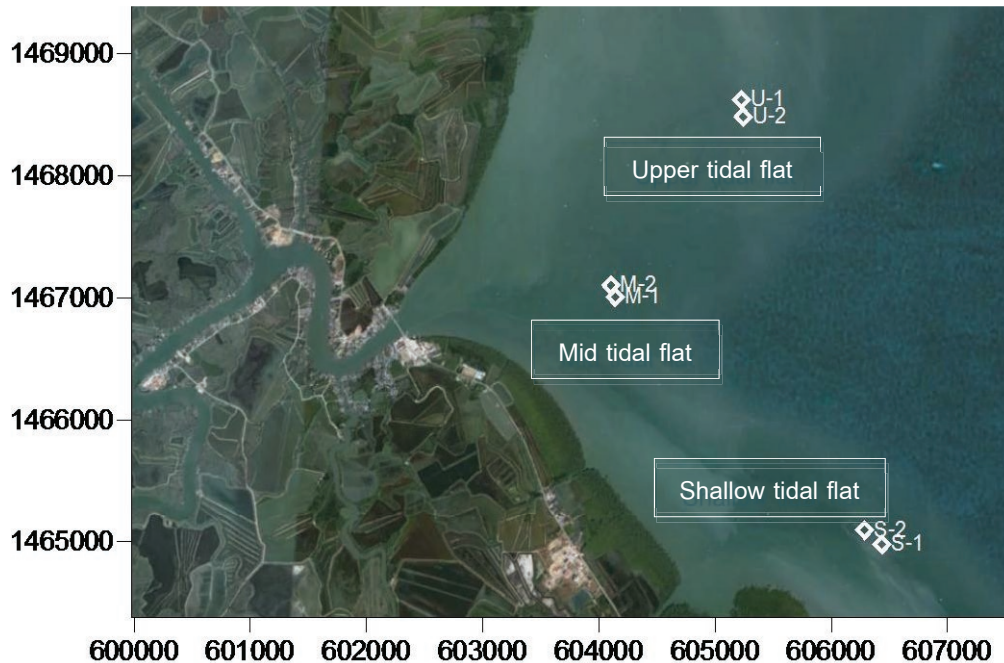 1469000
U-1
U-2
Upper tidal flat
1468000
M-2
M-1
1467000
Mid tidal flat
1466000
Shallow tidal flat
S-2
1465000
S-1
600000 601000 602000 603000 604000 605000 606000 607000